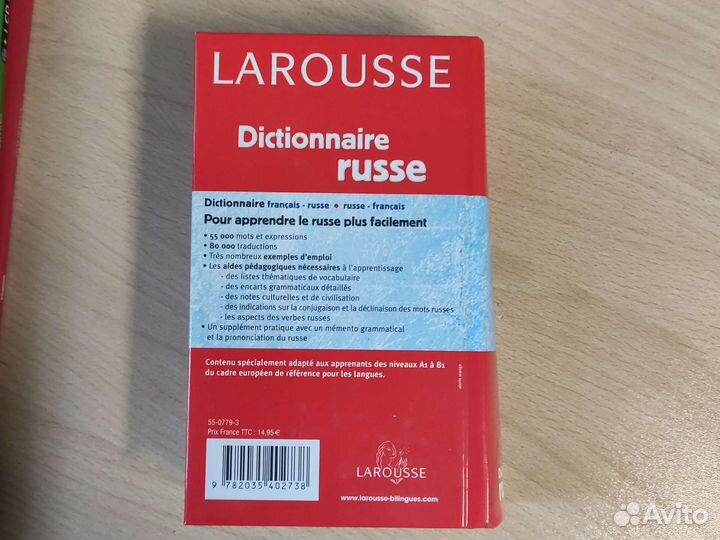 LAROUSSE
Dictionnaire
russe
Dictionnaire français - russe • russe - français
Pour apprendre le russe plus facilement
• 55 000 mots et expressions
• 80 000 traductions
• Très nombreux exemples d'emploi
• Les aides pédagogiques nécessaires à l'apprentissage
- des listes thématiques de vocabulaire
- des encarts grammaticaux détaillés
- des notes culturelles et de civilisation
- des indications sur la conjugaison et la déclinaison des mots russes
- les aspects des verbes russes
• Un supplément pratique avec un mémento grammatical
et la prononciation du russe
Contenu spécialement adapté aux apprenants des niveaux A1 à B1
du cadre européen de référence pour les langues.
55-0779-3
Prix France TTC : 14,95 €
9 782035 402738
LAROUSSE
www.larousse-bilingues.com
Avito